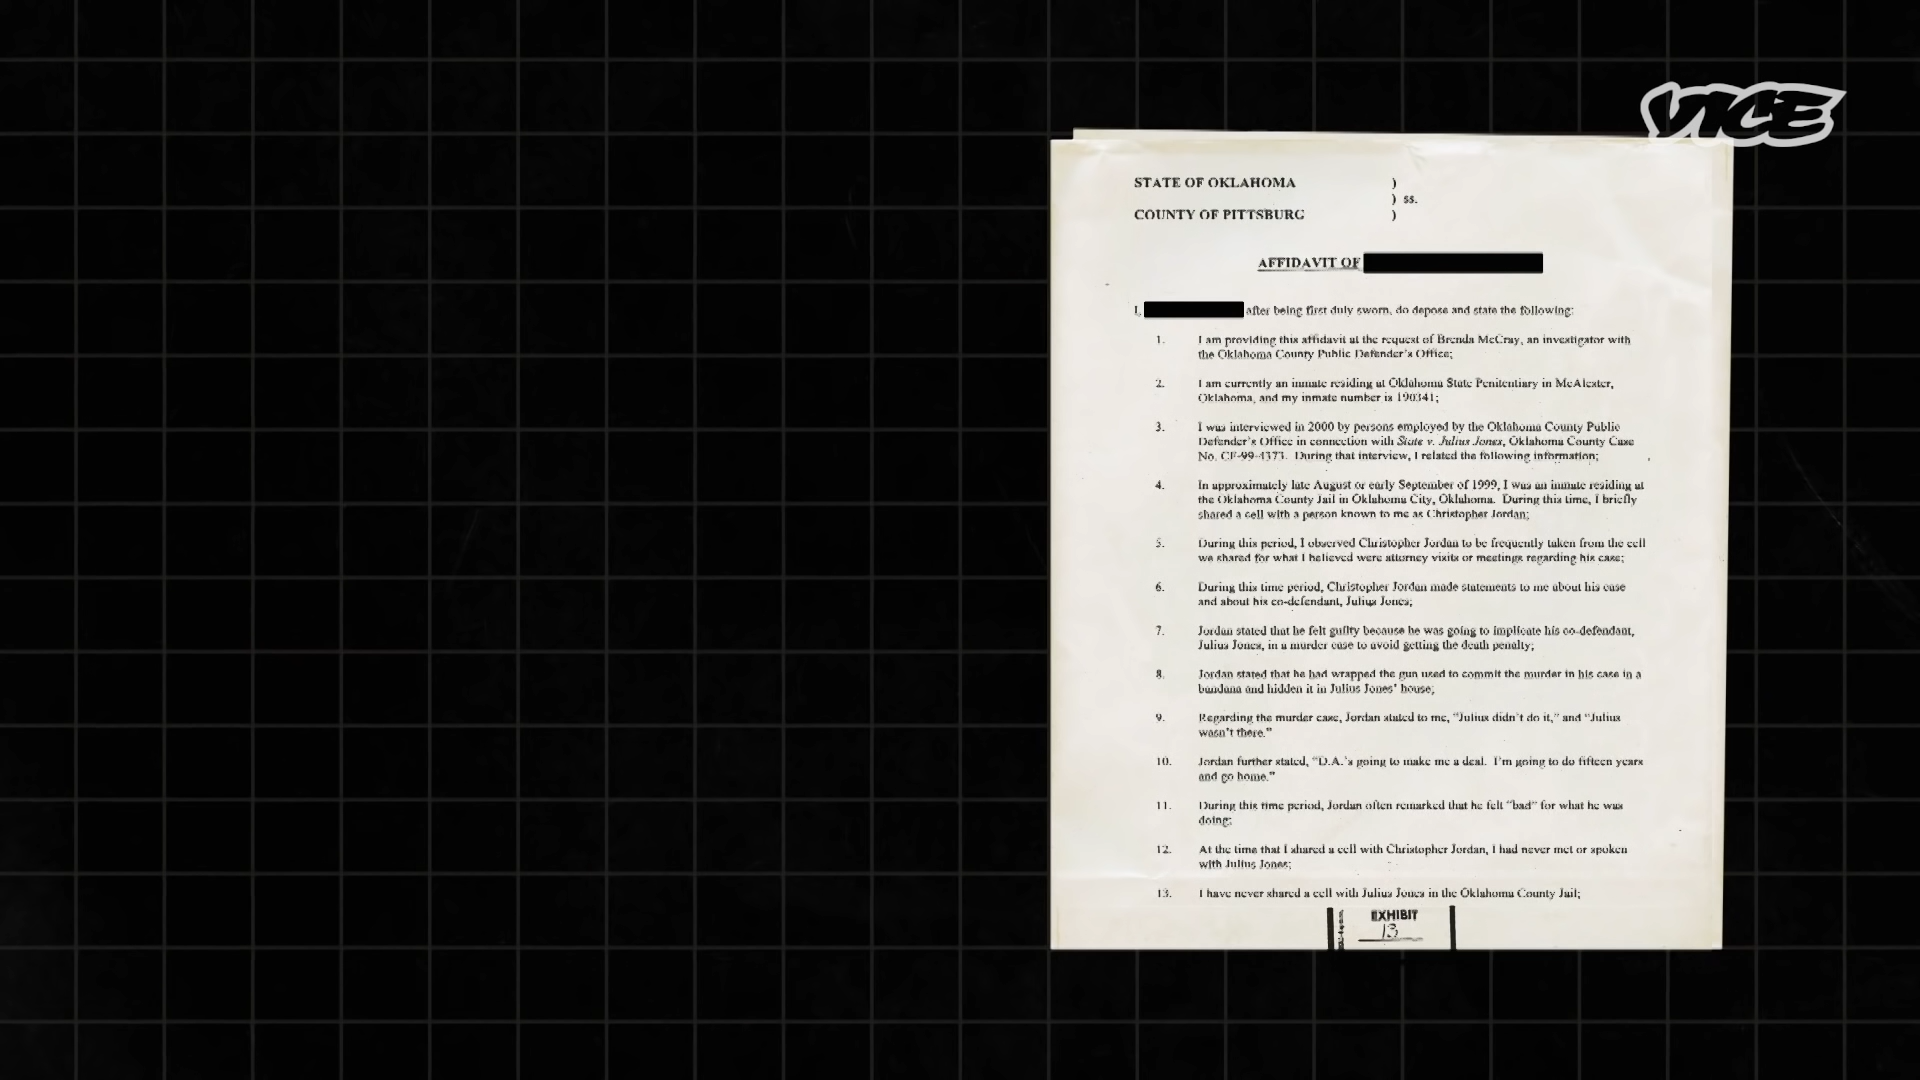 VICE
STATE OF OKLAHOMA )
) ss.
COUNTY OF PITTSBURG )
AFFIDAVIT OF
I, after being first duly sworn, do depose and state the following:
1. I am providing this affidavit at the request of Brenda McCray, an investigator with
the Oklahoma County Public Defender's Office;
2. I am currently an inmate residing at Oklahoma State Penitentiary in McAlester,
Oklahoma, and my inmate number is 190341;
3. I was interviewed in 2000 by persons employed by the Oklahoma County Public
Defender's Office in connection with State v. Julius Jones, Oklahoma County Case
No. CF-99-4373. During that interview, I related the following information;
4. In approximately late August or early September of 1999, I was an inmate residing at
the Oklahoma County Jail in Oklahoma City, Oklahoma. During this time, I briefly
shared a cell with a person known to me as Christopher Jordan;
5. During this period, I observed Christopher Jordan to be frequently taken from the cell
we shared for what I believed were attorney visits or meetings regarding his case;
6. During this time period, Christopher Jordan made statements to me about his case
and about his co-defendant, Julius Jones;
7. Jordan stated that he felt guilty because he was going to implicate his co-defendant,
Julius Jones, in a murder case to avoid getting the death penalty;
8. Jordan stated that he had wrapped the gun used to commit the murder in his case in a
bandana and hidden it in Julius Jones' house;
9. Regarding the murder case, Jordan stated to me, "Julius didn't do it," and "Julius
wasn't there."
10. Jordan further stated, "D.A.'s going to make me a deal. I'm going to do fifteen years
and go home."
11. During this time period, Jordan often remarked that he felt "bad" for what he was
doing;
12. At the time that I shared a cell with Christopher Jordan, I had never met or spoken
with Julius Jones;
13. I have never shared a cell with Julius Jones in the Oklahoma County Jail;
EXHIBIT
13